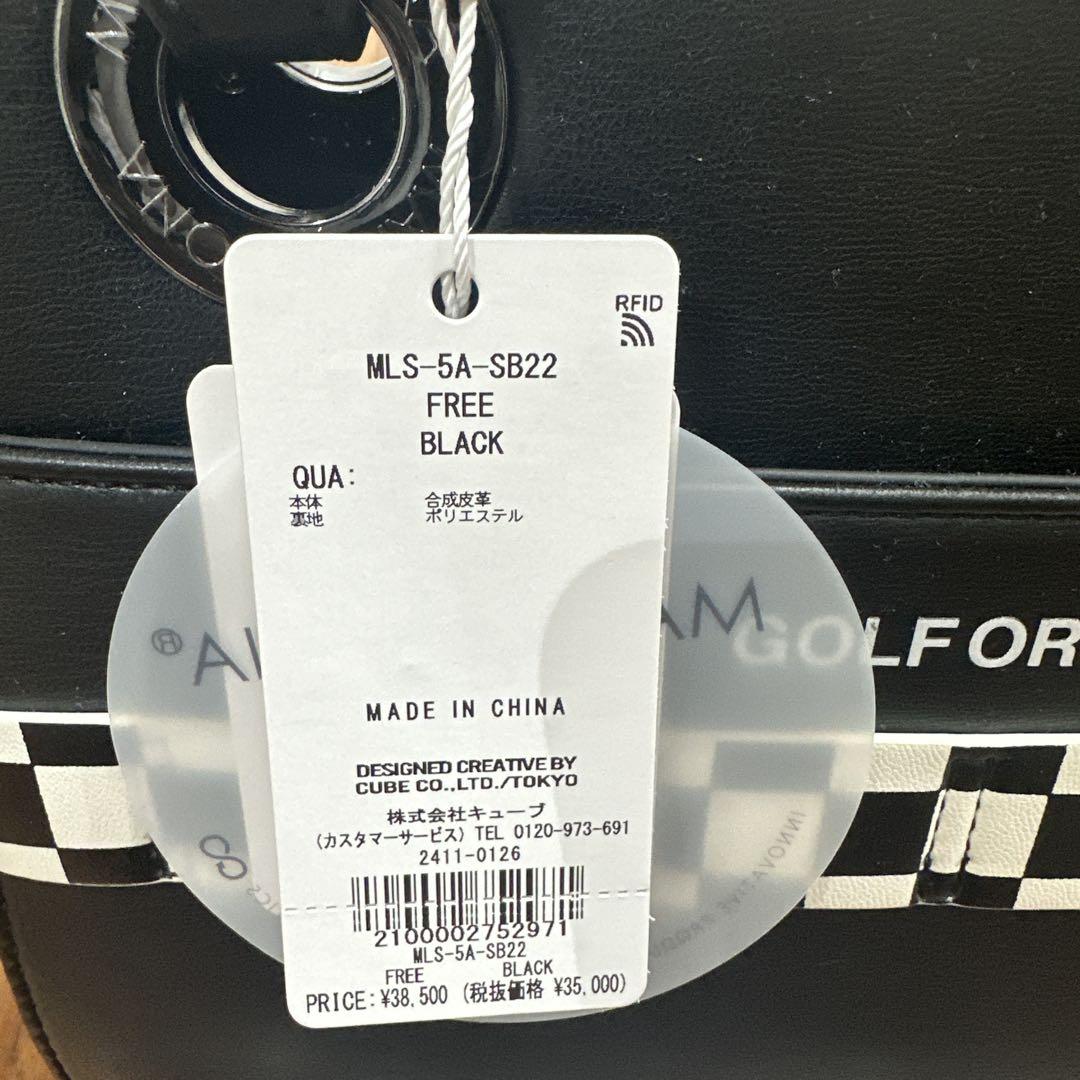 RFID
MLS-5A-SB22
FREE
BLACK
QUA:
本体 合成皮革
裏地 ポリエステル
MADE IN CHINA
DESIGNED CREATIVE BY
CUBE CO.,LTD./TOKYO
株式会社キューブ
(カスタマーサービス) TEL 0120-973-691
2411-0126
2100002752971
MLS-5A-SB22
FREE BLACK
PRICE:¥38,500 (税抜価格 ¥35,000)
GOLF OR